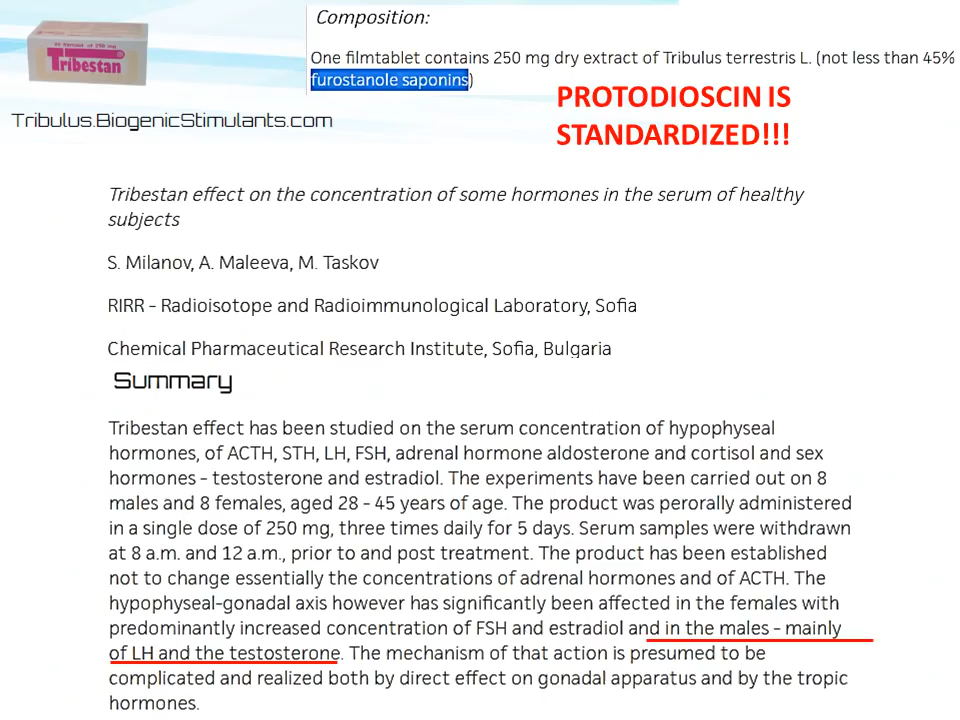 20 filmtabl. of 250 mg
Tribestan
Composition:
One filmtablet contains 250 mg dry extract of Tribulus terrestris L. (not less than 45%
furostanole saponins)
PROTODIOSCIN IS
STANDARDIZED!!!
Tribulus.BiogenicStimulants.com
Tribestan effect on the concentration of some hormones in the serum of healthy
subjects
S. Milanov, A. Maleeva, M. Taskov
RIRR - Radioisotope and Radioimmunological Laboratory, Sofia
Chemical Pharmaceutical Research Institute, Sofia, Bulgaria
Summary
Tribestan effect has been studied on the serum concentration of hypophyseal
hormones, of ACTH, STH, LH, FSH, adrenal hormone aldosterone and cortisol and sex
hormones - testosterone and estradiol. The experiments have been carried out on 8
males and 8 females, aged 28 - 45 years of age. The product was perorally administered
in a single dose of 250 mg, three times daily for 5 days. Serum samples were withdrawn
at 8 a.m. and 12 a.m., prior to and post treatment. The product has been established
not to change essentially the concentrations of adrenal hormones and of ACTH. The
hypophyseal-gonadal axis however has significantly been affected in the females with
predominantly increased concentration of FSH and estradiol and in the males - mainly
of LH and the testosterone. The mechanism of that action is presumed to be
complicated and realized both by direct effect on gonadal apparatus and by the tropic
hormones.